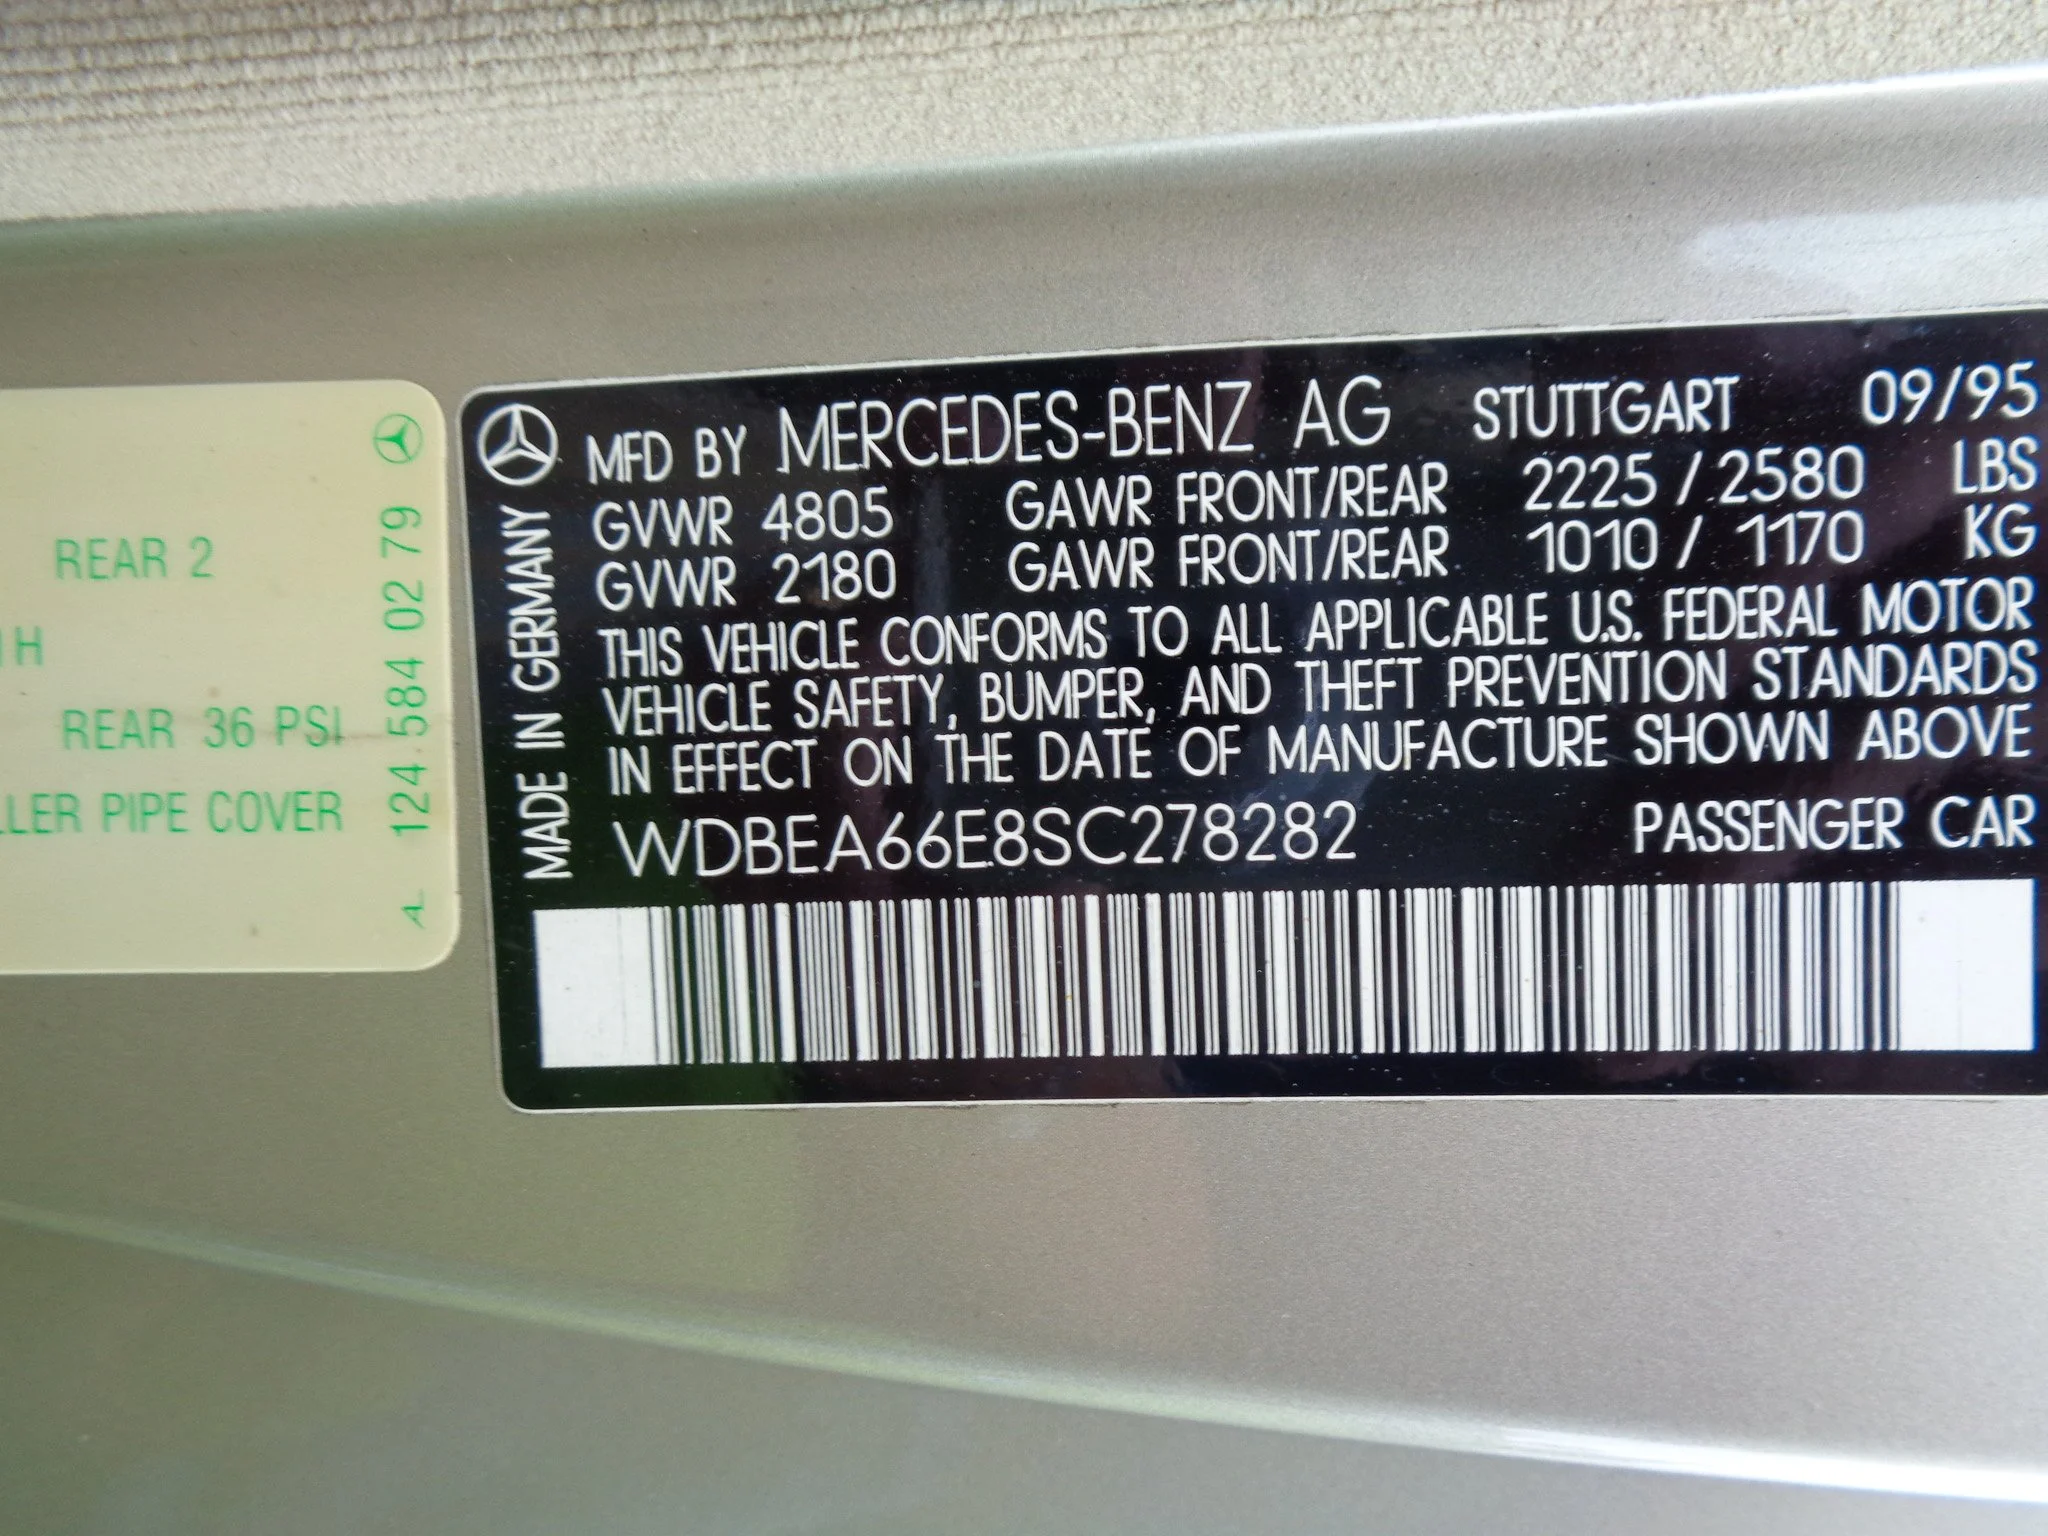 REAR 2
1H
REAR 36 PSI
LLER PIPE COVER
124 584 02 79
MADE IN GERMANY
MFD BY MERCEDES-BENZ AG STUTTGART 09/95
GVWR 4805 GAWR FRONT/REAR 2225 / 2580 LBS
GVWR 2180 GAWR FRONT/REAR 1010 / 1170 KG
THIS VEHICLE CONFORMS TO ALL APPLICABLE U.S. FEDERAL MOTOR
VEHICLE SAFETY, BUMPER, AND THEFT PREVENTION STANDARDS
IN EFFECT ON THE DATE OF MANUFACTURE SHOWN ABOVE
WDBEA66E8SC278282 PASSENGER CAR